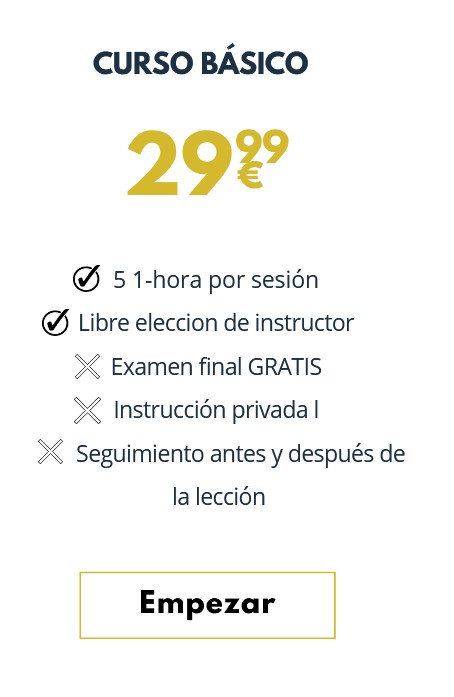 CURSO BÁSICO
29 99 €
5 1-hora por sesión
Libre eleccion de instructor
Examen final GRATIS
Instrucción privada l
Seguimiento antes y después de
la lección
Empezar